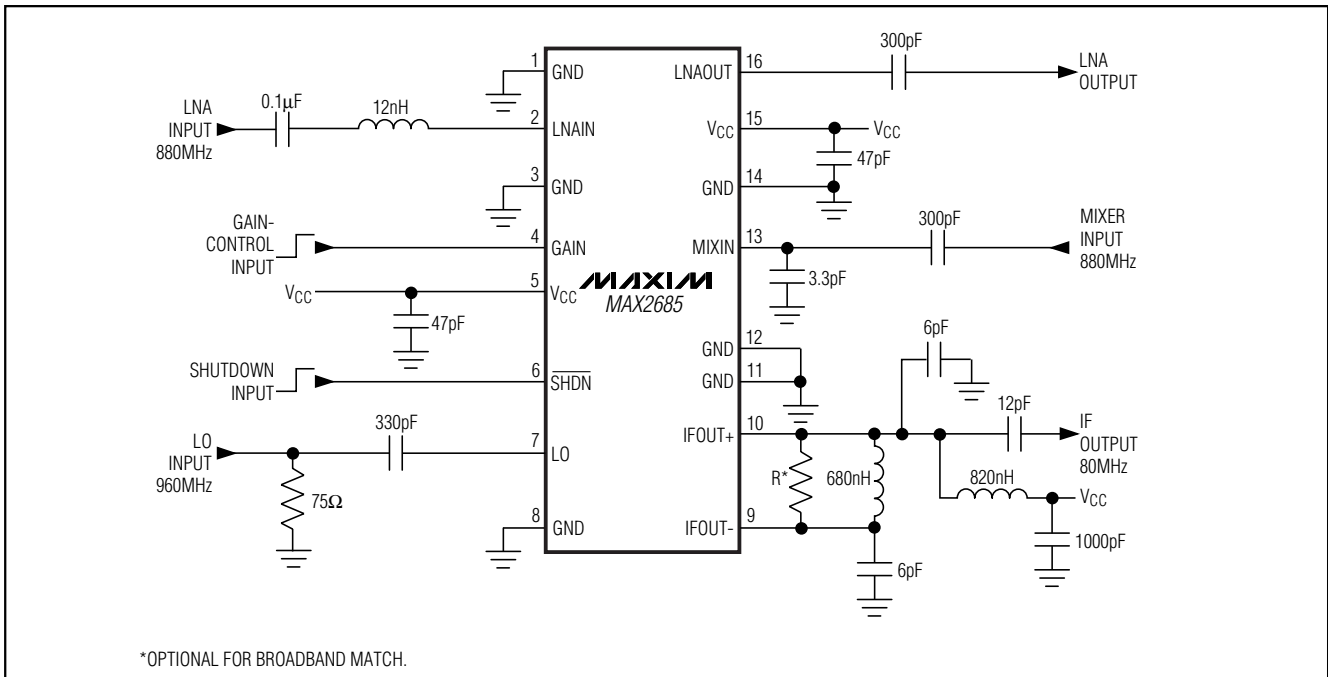 1
GND
LNA
INPUT
880MHz
0.1μF
12nH
2
LNAIN
3
GND
GAIN-
CONTROL
INPUT
4
GAIN
VCC
5
VCC
47pF
SHUTDOWN
INPUT
6
SHDN
LO
INPUT
960MHz
330pF
7
LO
75Ω
8
GND
MAXIM
MAX2685
300pF
16
LNAOUT
LNA
OUTPUT
15
VCC
VCC
47pF
14
GND
300pF
MIXER
INPUT
880MHz
13
MIXIN
3.3pF
12
GND
11
GND
6pF
12pF
IF
OUTPUT
80MHz
10
IFOUT+
R*
680nH
820nH
VCC
1000pF
9
IFOUT-
6pF
*OPTIONAL FOR BROADBAND MATCH.